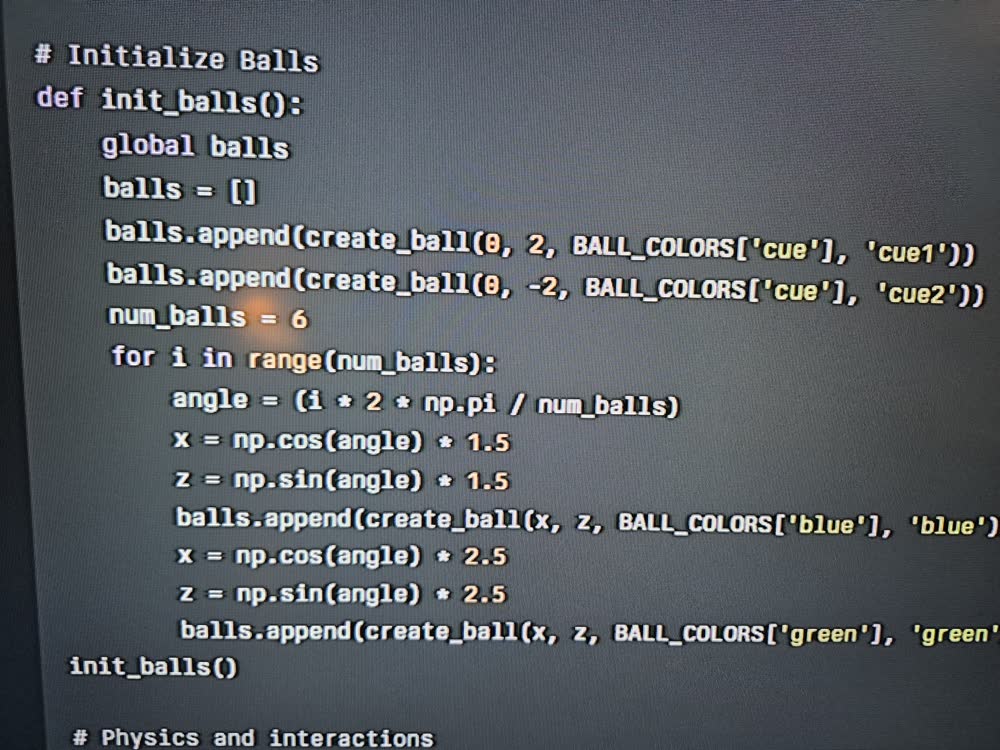 # Initialize Balls
def init_balls():
    global balls
    balls = []
    balls.append(create_ball(0, 2, BALL_COLORS['cue'], 'cue1'))
    balls.append(create_ball(0, -2, BALL_COLORS['cue'], 'cue2'))
    num_balls = 6
    for i in range(num_balls):
        angle = (i * 2 * np.pi / num_balls)
        x = np.cos(angle) * 1.5
        z = np.sin(angle) * 1.5
        balls.append(create_ball(x, z, BALL_COLORS['blue'], 'blue')
        x = np.cos(angle) * 2.5
        z = np.sin(angle) * 2.5
        balls.append(create_ball(x, z, BALL_COLORS['green'], 'green'
init_balls()
# Physics and interactions